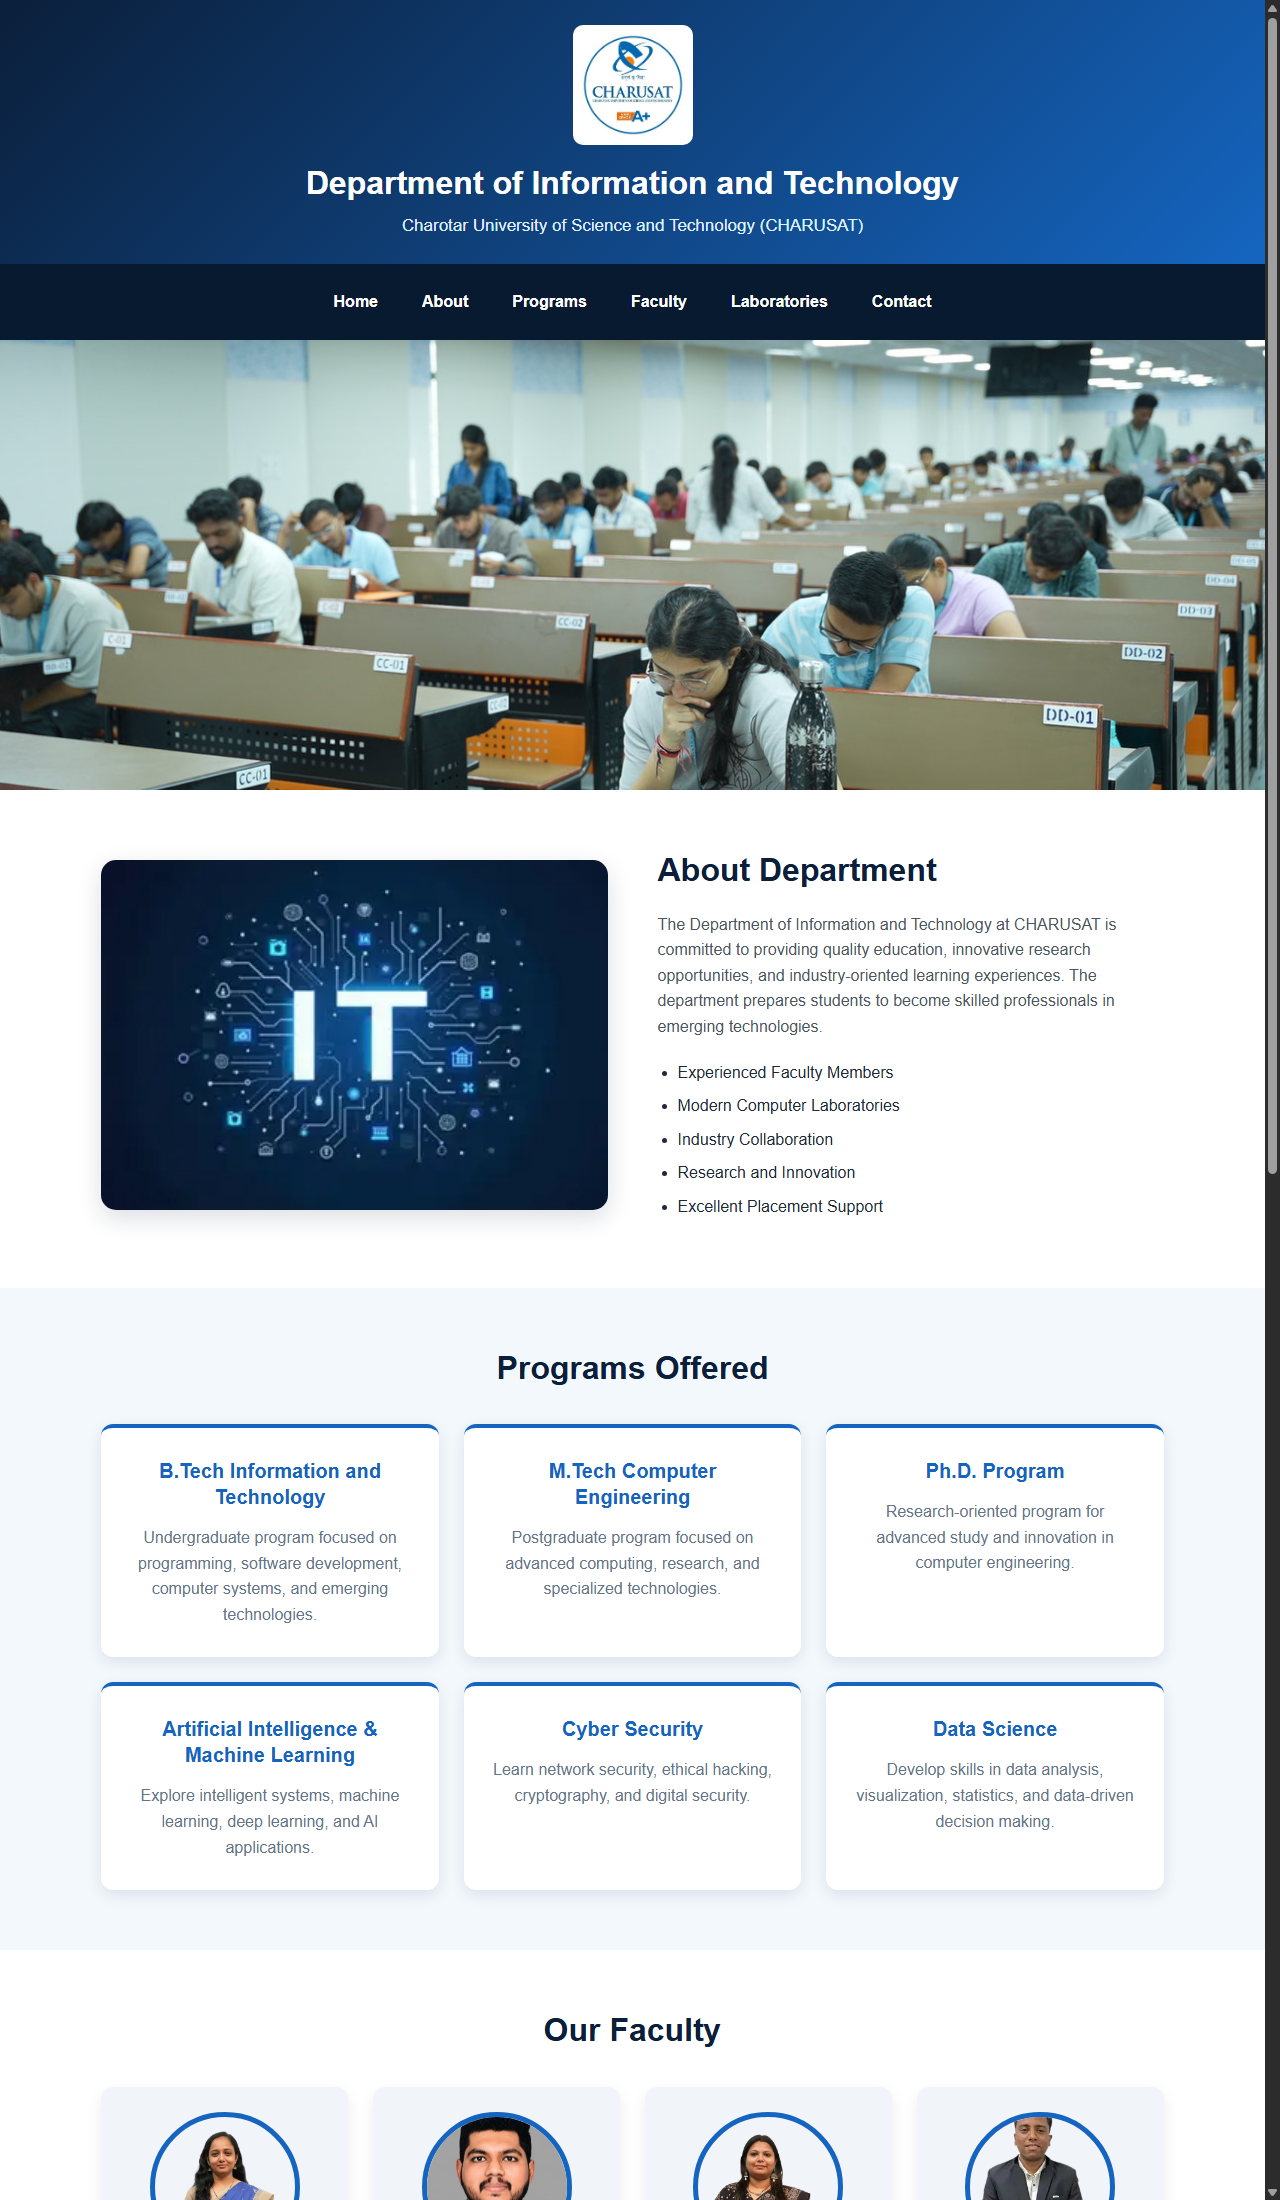 CHARUSAT
A+
Department of Information and Technology
Charotar University of Science and Technology (CHARUSAT)
Home About Programs Faculty Laboratories Contact
DD-04
DD-03
C-01
C-02
CC-02
DD-02
CC-01
DD-01
CC-01
IT
About Department
The Department of Information and Technology at CHARUSAT is
committed to providing quality education, innovative research
opportunities, and industry-oriented learning experiences. The
department prepares students to become skilled professionals in
emerging technologies.
Experienced Faculty Members
Modern Computer Laboratories
Industry Collaboration
Research and Innovation
Excellent Placement Support
Programs Offered
B.Tech Information and
Technology
Undergraduate program focused on
programming, software development,
computer systems, and emerging
technologies.
M.Tech Computer
Engineering
Postgraduate program focused on
advanced computing, research, and
specialized technologies.
Ph.D. Program
Research-oriented program for
advanced study and innovation in
computer engineering.
Artificial Intelligence &
Machine Learning
Explore intelligent systems, machine
learning, deep learning, and AI
applications.
Cyber Security
Learn network security, ethical hacking,
cryptography, and digital security.
Data Science
Develop skills in data analysis,
visualization, statistics, and data-driven
decision making.
Our Faculty